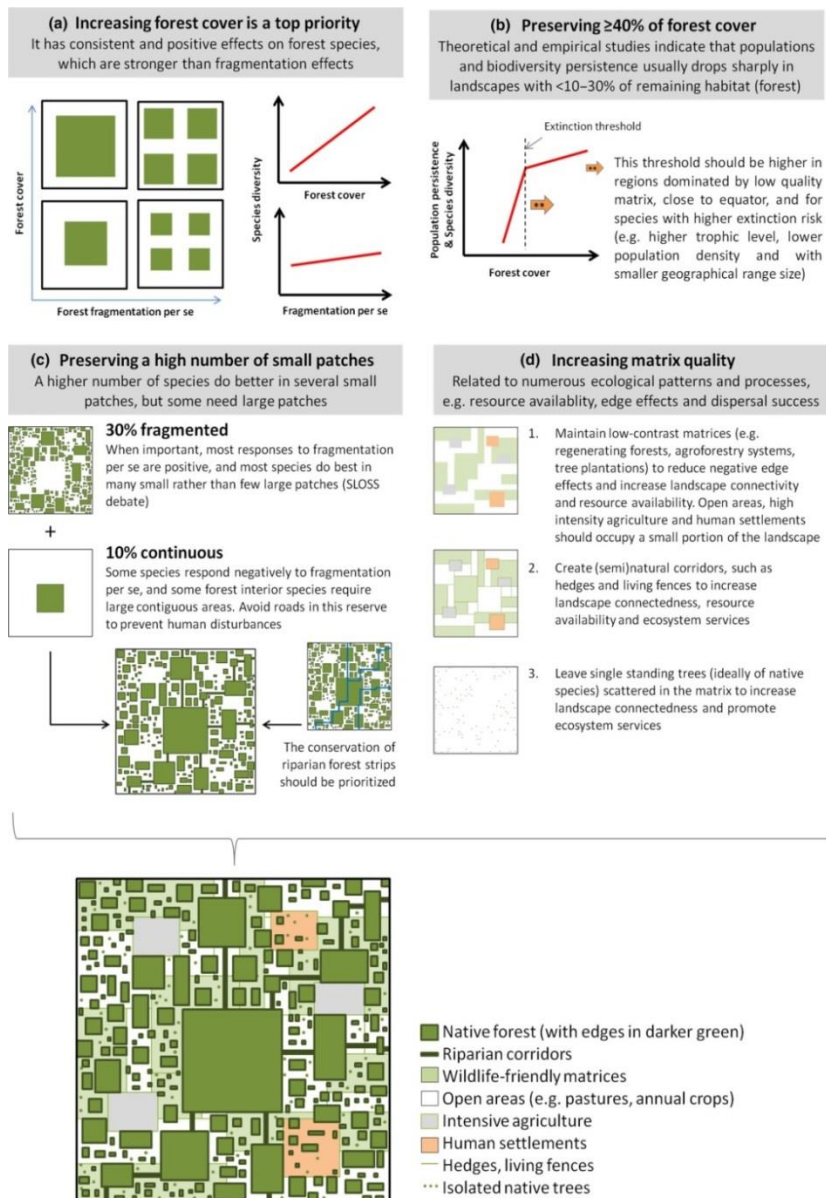 (a) Increasing forest cover is a top priority
It has consistent and positive effects on forest species,
which are stronger than fragmentation effects
Forest cover
Forest fragmentation per se
Species diversity
Forest cover
Fragmentation per se
(b) Preserving ≥40% of forest cover
Theoretical and empirical studies indicate that populations
and biodiversity persistence usually drops sharply in
landscapes with <10–30% of remaining habitat (forest)
Extinction threshold
Population persistence
& Species diversity
Forest cover
This threshold should be higher in
regions dominated by low quality
matrix, close to equator, and for
species with higher extinction risk
(e.g. higher trophic level, lower
population density and with
smaller geographical range size)
(c) Preserving a high number of small patches
A higher number of species do better in several small
patches, but some need large patches
30% fragmented
When important, most responses to fragmentation
per se are positive, and most species do best in
many small rather than few large patches (SLOSS
debate)
+
10% continuous
Some species respond negatively to fragmentation
per se, and some forest interior species require
large contiguous areas. Avoid roads in this reserve
to prevent human disturbances
The conservation of
riparian forest strips
should be prioritized
(d) Increasing matrix quality
Related to numerous ecological patterns and processes,
e.g. resource availablity, edge effects and dispersal success
1. Maintain low-contrast matrices (e.g.
regenerating forests, agroforestry systems,
tree plantations) to reduce negative edge
effects and increase landscape connectivity
and resource availability. Open areas, high
intensity agriculture and human settlements
should occupy a small portion of the landscape
2. Create (semi)natural corridors, such as
hedges and living fences to increase
landscape connectedness, resource
availability and ecosystem services
3. Leave single standing trees (ideally of native
species) scattered in the matrix to increase
landscape connectedness and promote
ecosystem services
Native forest (with edges in darker green)
Riparian corridors
Wildlife-friendly matrices
Open areas (e.g. pastures, annual crops)
Intensive agriculture
Human settlements
Hedges, living fences
Isolated native trees